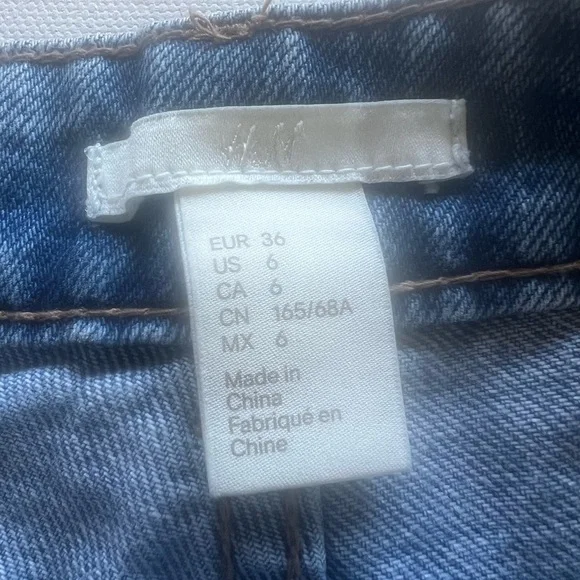 H&M
EUR 36
US 6
CA 6
CN 165/68A
MX 6
Made in
China
Fabriqué en
Chine